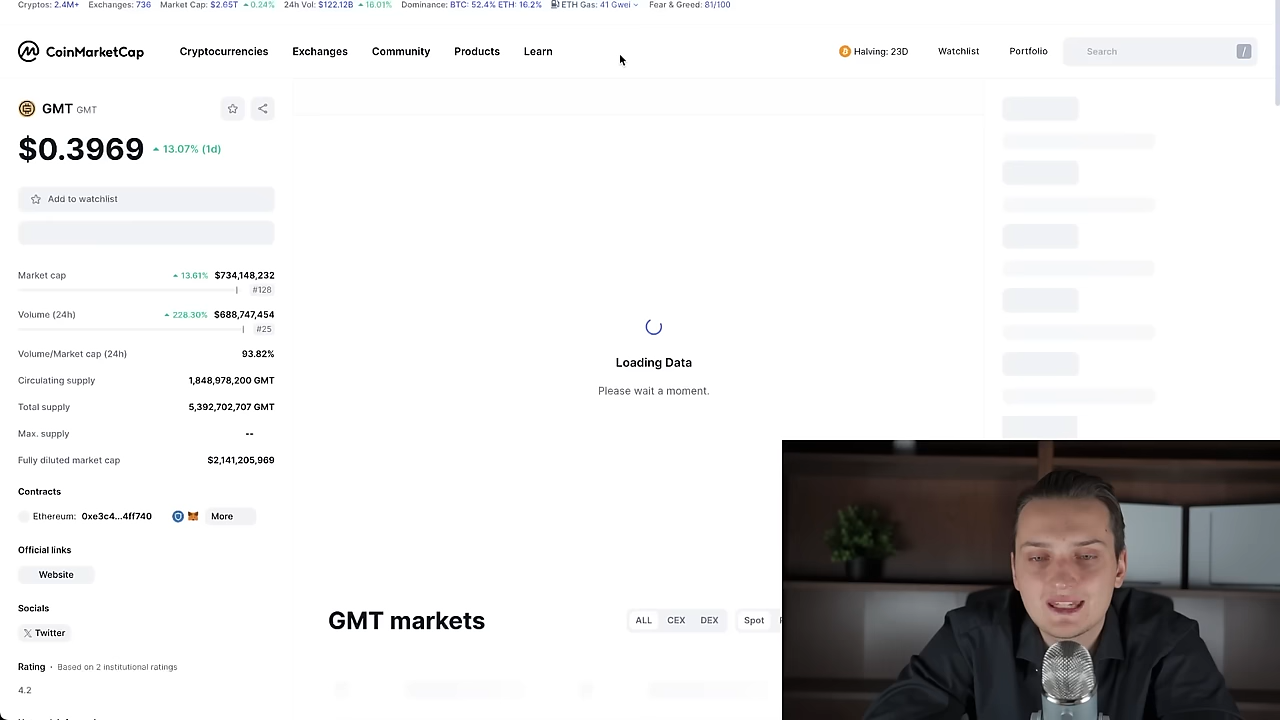 Cryptos: 2.4M+ Exchanges: 736 Market Cap: $2.65T 0.24% 24h Vol: $122.12B 16.01% Dominance: BTC: 52.4% ETH: 16.2% ETH Gas: 41 Gwei Fear & Greed: 81/100
CoinMarketCap Cryptocurrencies Exchanges Community Products Learn Halving: 23D Watchlist Portfolio Search /
GMT GMT
$0.3969 13.07% (1d)
Add to watchlist
Market cap 13.61% $734,148,232
#128
Volume (24h) 228.30% $688,747,454
#25
Volume/Market cap (24h) 93.82%
Circulating supply 1,848,978,200 GMT
Total supply 5,392,702,707 GMT
Max. supply --
Fully diluted market cap $2,141,205,969
Contracts
Ethereum: 0xe3c4...4ff740 More
Official links
Website
Socials
Twitter
Rating · Based on 2 institutional ratings
4.2
Loading Data
Please wait a moment.
GMT markets ALL CEX DEX Spot